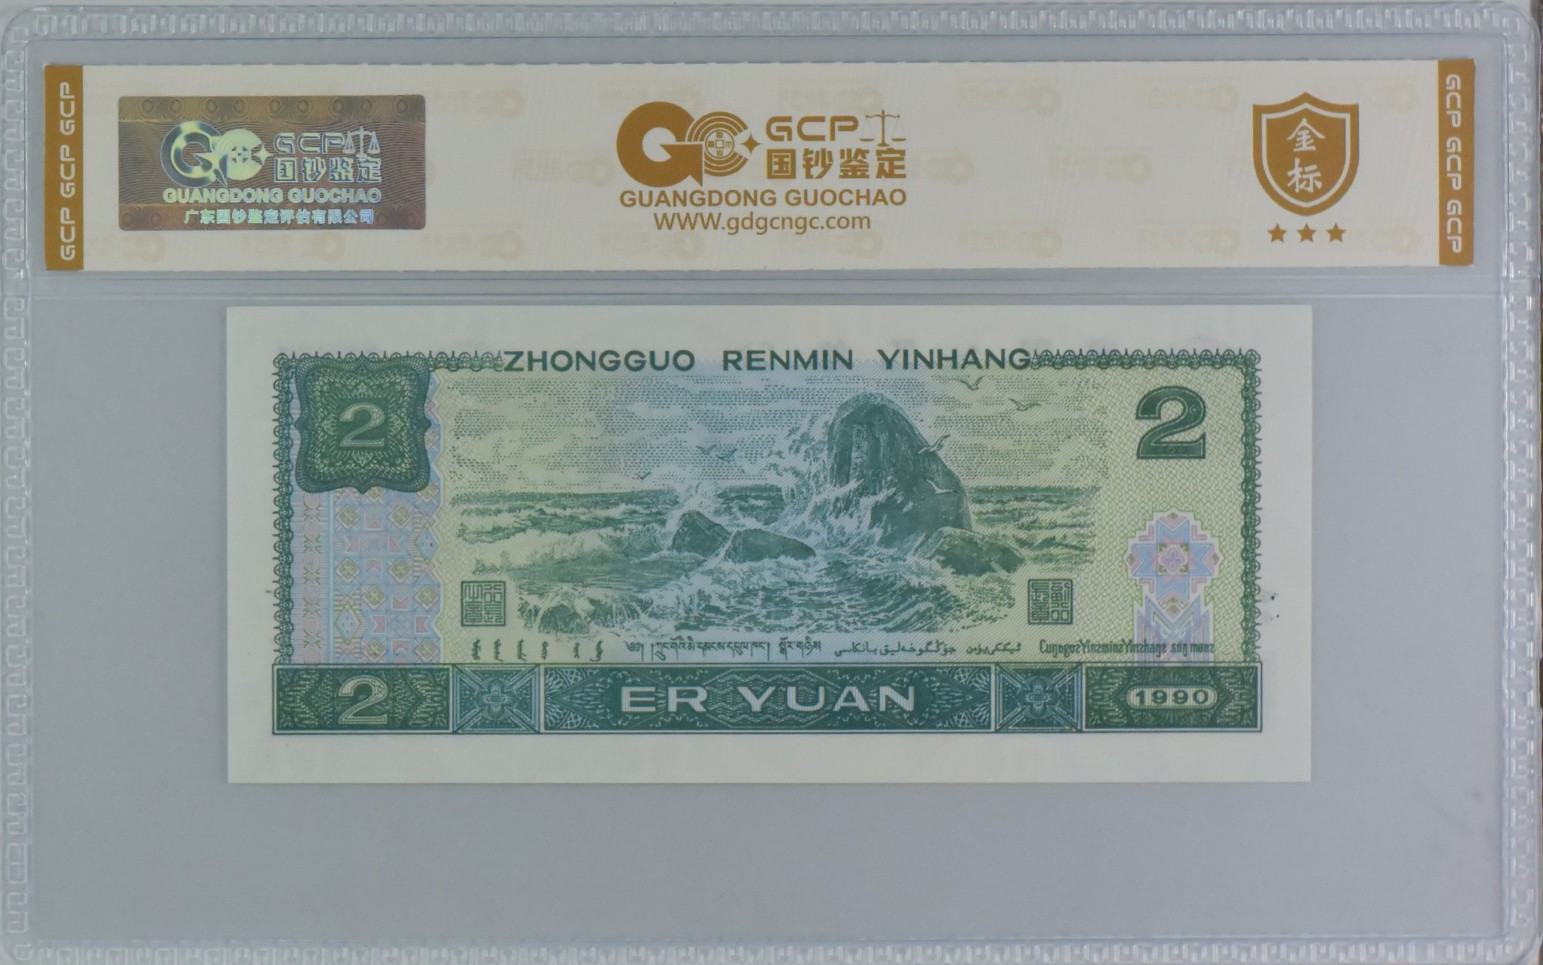 GCP GCP GCP
GCP
国钞鉴定
GUANGDONG GUOCHAO
广东国钞鉴定评估有限公司
GCP
国钞鉴定
GUANGDONG GUOCHAO
WWW.gdgcngc.com
金标
GCP GCP GCP
ZHONGGUO RENMIN YINHANG
2
2
2
ER YUAN
1990